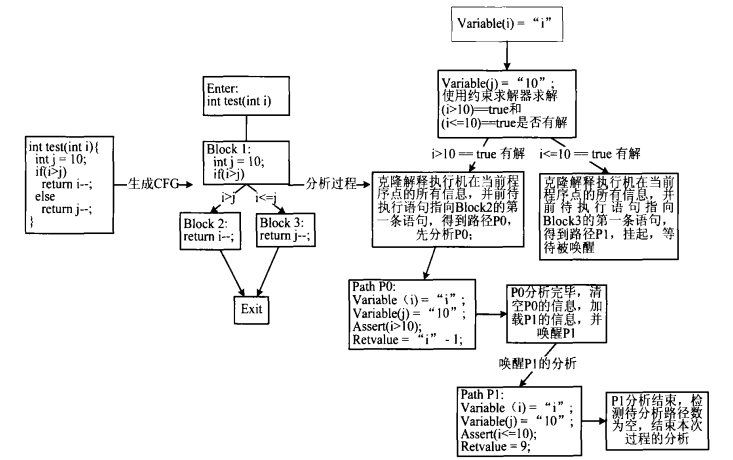 Variable(i) = “i”
Variable(j) = “10”;
使用约束求解器求解
(i>10)==true和
(i<=10)==true是否有解
i>10 == true 有解
i<=10 == true 有解
int test(int i){
int j = 10;
if(i>j)
return i--;
else
return j--;
}
生成CFG
Enter:
int test(int i)
Block 1:
int j = 10;
if(i>j)
i>j
i<=j
Block 2:
return i--;
Block 3:
return j--;
Exit
分析过程
克隆解释执行机在当前程
序点的所有信息，并前待
执行语句指向Block2的第
一条语句，得到路径P0，
先分析P0;
克隆解释执行机在当前
程序点的所有信息，并
前待执行语句指向
Block3的第一条语句，
得到路径P1，挂起，等
待被唤醒
Path P0:
Variable（i) = “i”;
Variable(j) = “10”;
Assert(i>10);
Retvalue = “i” - 1;
P0分析完毕，清
空P0的信息，加
载P1的信息，并
唤醒P1
唤醒P1的分析
Path P1:
Variable（i) = “i”;
Variable(j) = “10”;
Assert(i<=10);
Retvalue = 9;
P1分析结束，检
测待分析路径数
为空，结束本次
过程的分析